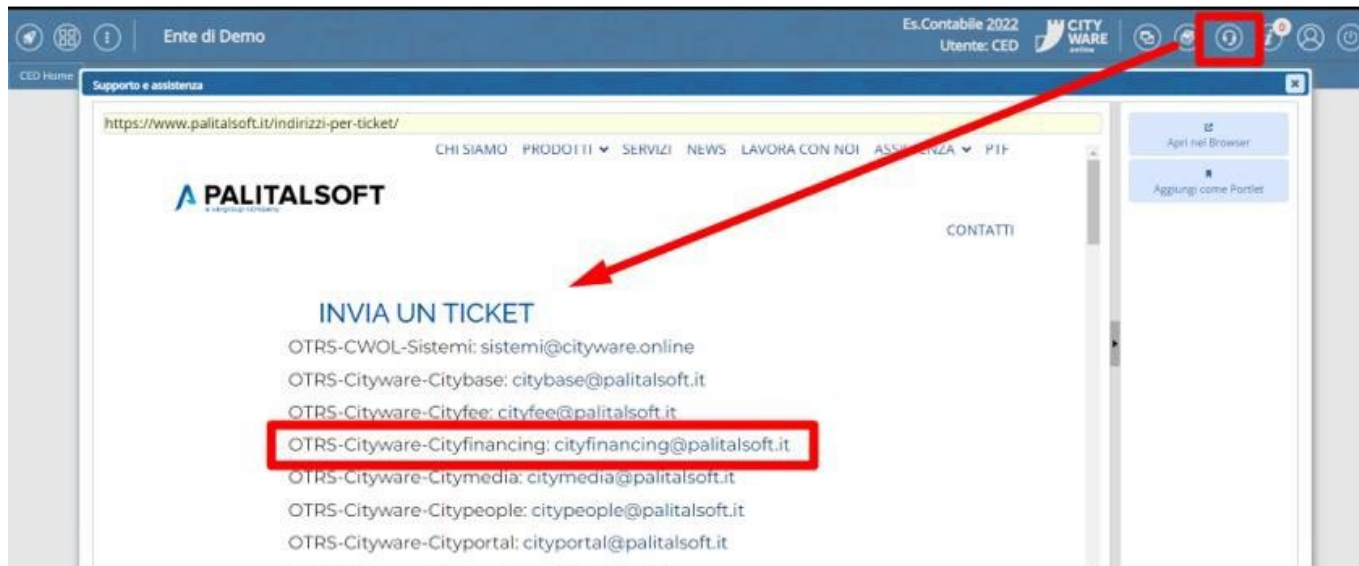 Ente di Demo
Es.Contabile 2022
Utente: CED
CITY
WARE
online
0
CED Home
Supporto e assistenza
https://www.palitalsoft.it/indirizzi-per-ticket/
CHI SIAMO PRODOTTI SERVIZI NEWS LAVORA CON NOI ASSISTENZA PTF
Apri nel Browser
Aggiungi come Portlet
PALITALSOFT
CONTATTI
INVIA UN TICKET
OTRS-CWOL-Sistemi: sistemi@cityware.online
OTRS-Cityware-Citybase: citybase@palitalsoft.it
OTRS-Cityware-Cityfee: cityfee@palitalsoft.it
OTRS-Cityware-Cityfinancing: cityfinancing@palitalsoft.it
OTRS-Cityware-Citymedia: citymedia@palitalsoft.it
OTRS-Cityware-Citypeople: citypeople@palitalsoft.it
OTRS-Cityware-Cityportal: cityportal@palitalsoft.it